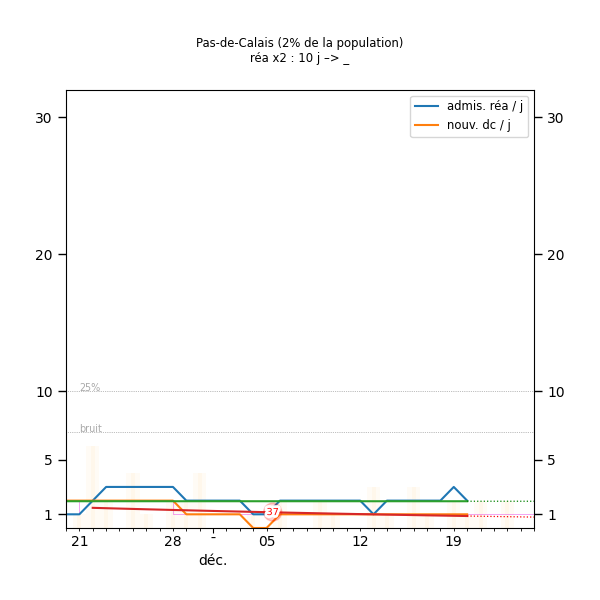 Pas-de-Calais (2% de la population)
réa x2 : 10 j –> _
admis. réa / j
nouv. dc / j
30 30
20 20
25%
10 10
bruit
5 5
37
1 1
21 28 - 05 12 19
déc.